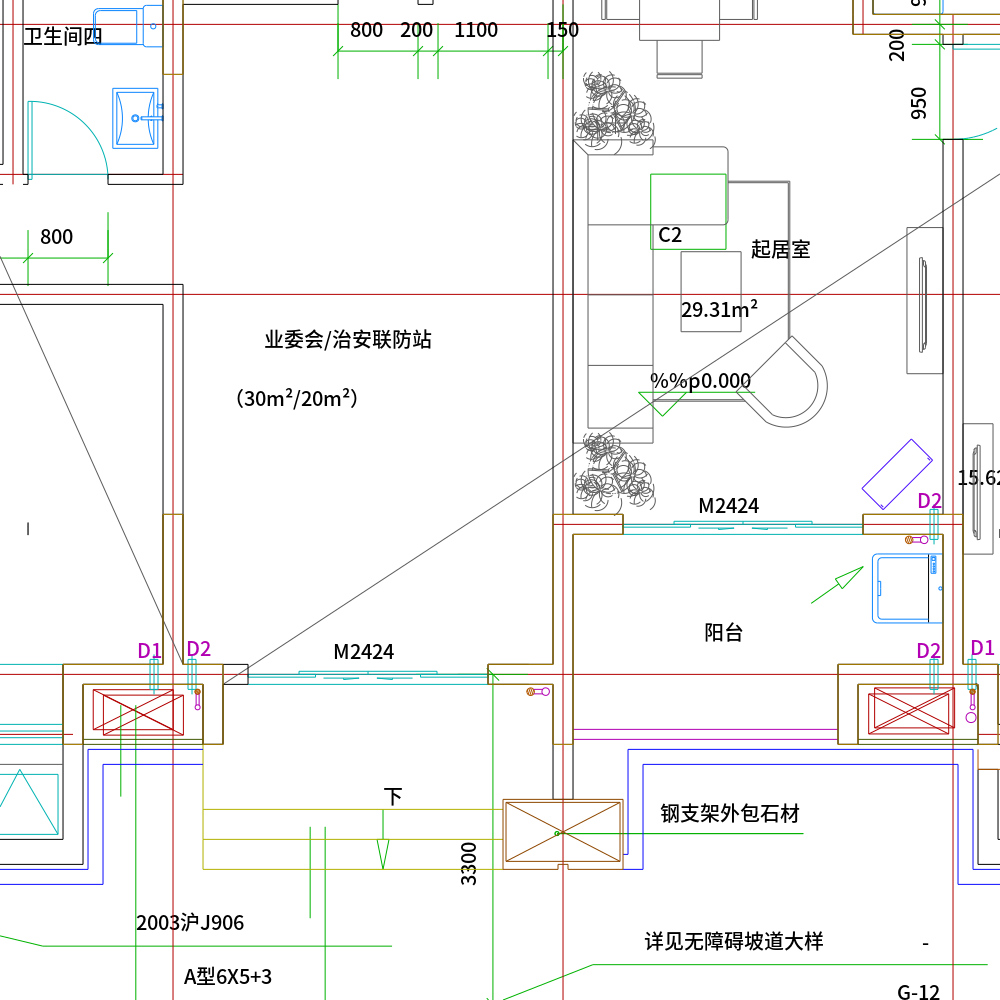 卫生间四
800 200 1100 150
200
950
800
C2
起居室
29.31m²
业委会/治安联防站
（30m²/20m²）
%%p0.000
15.62
M2424
D2
阳台
D1 D2
M2424
D2 D1
下
钢支架外包石材
3300
2003沪J906
A型6X5+3
详见无障碍坡道大样
-
G-12